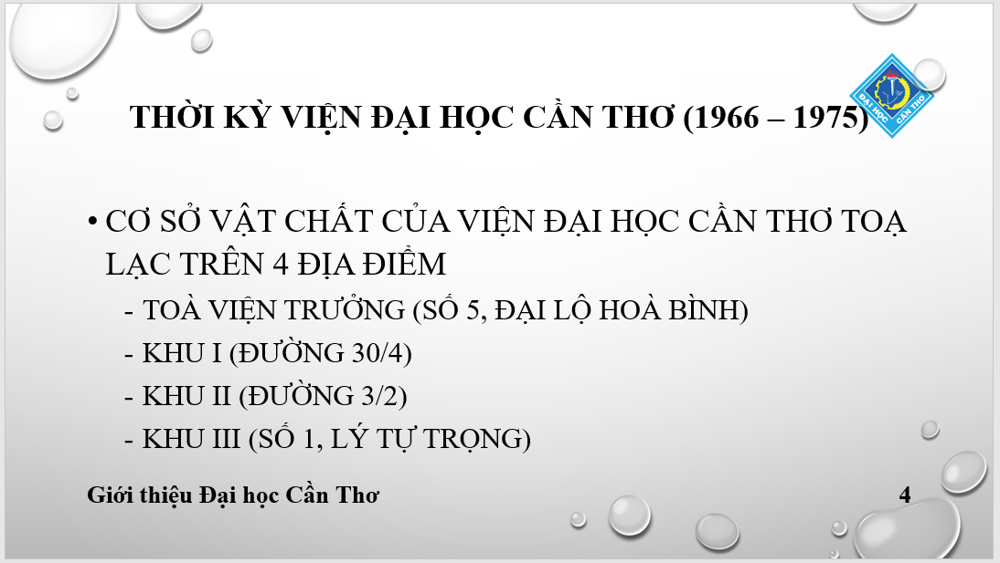 THỜI KỲ VIỆN ĐẠI HỌC CẦN THƠ (1966 – 1975)
ĐẠI HỌC CẦN THƠ
• CƠ SỞ VẬT CHẤT CỦA VIỆN ĐẠI HỌC CẦN THƠ TOẠ
LẠC TRÊN 4 ĐỊA ĐIỂM
- TOÀ VIỆN TRƯỞNG (SỐ 5, ĐẠI LỘ HOÀ BÌNH)
- KHU I (ĐƯỜNG 30/4)
- KHU II (ĐƯỜNG 3/2)
- KHU III (SỐ 1, LÝ TỰ TRỌNG)
Giới thiệu Đại học Cần Thơ 4